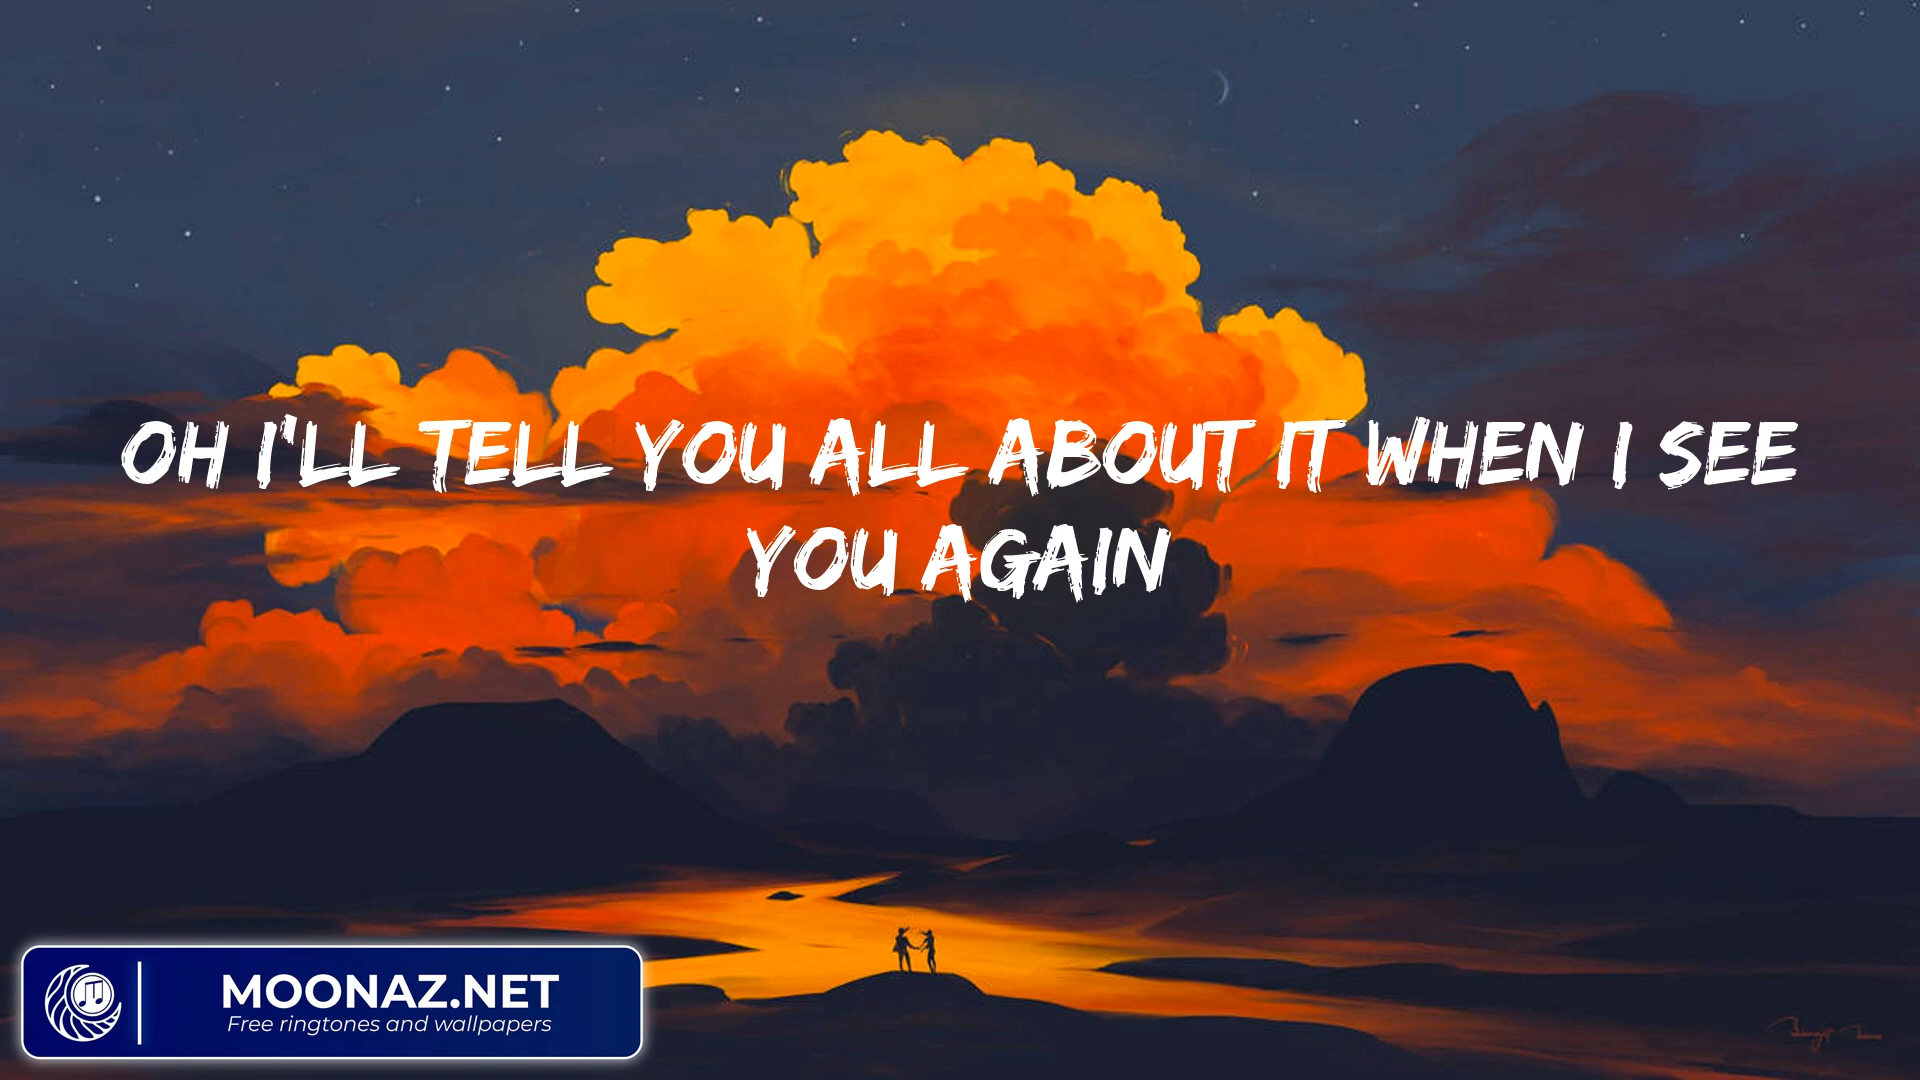 OH I'LL TELL YOU ALL ABOUT IT WHEN I SEE
YOU AGAIN
MOONAZ.NET
Free ringtones and wallpapers